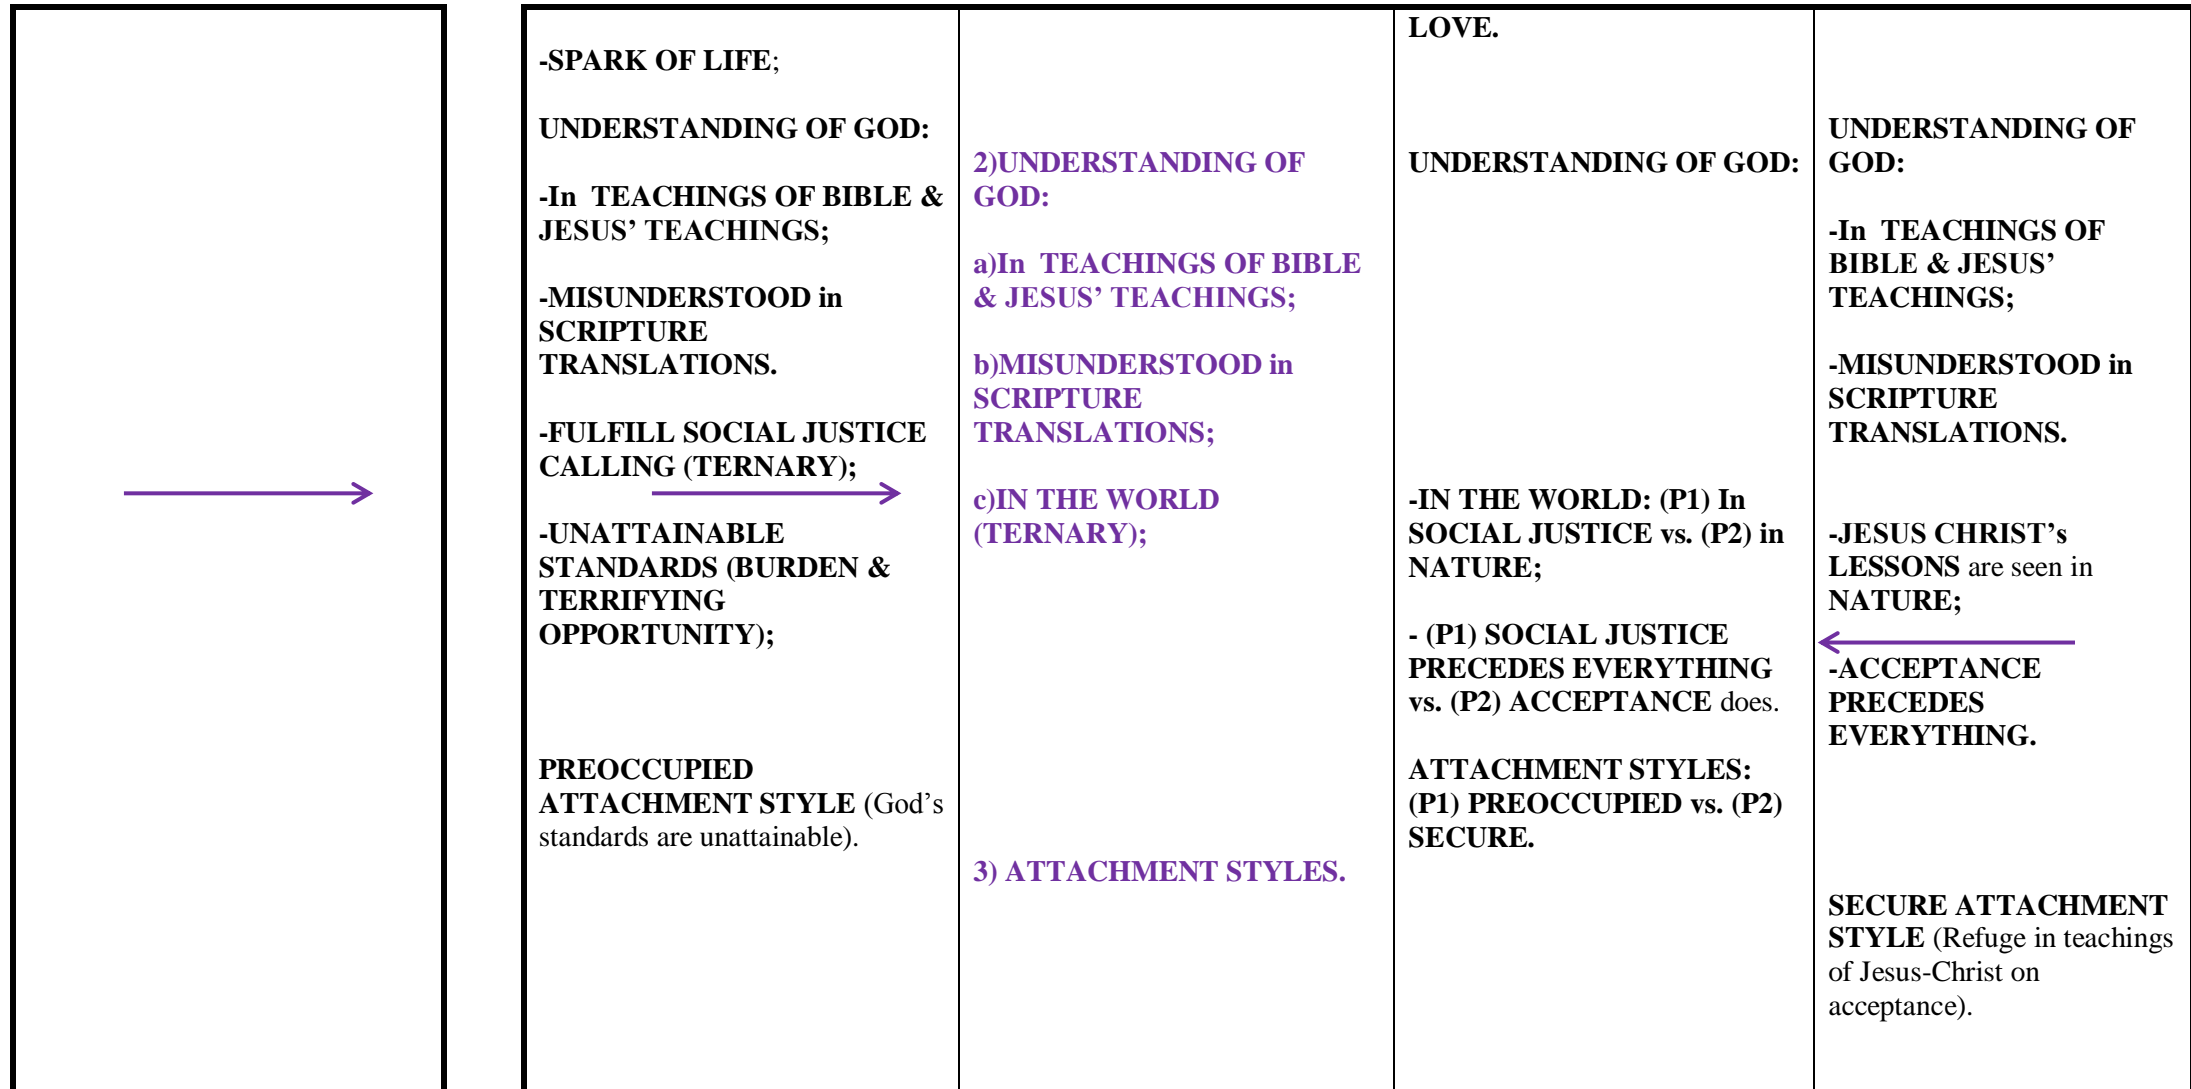 -SPARK OF LIFE;
UNDERSTANDING OF GOD:
-In TEACHINGS OF BIBLE &
JESUS’ TEACHINGS;
-MISUNDERSTOOD in
SCRIPTURE
TRANSLATIONS.
-FULFILL SOCIAL JUSTICE
CALLING (TERNARY);
-UNATTAINABLE
STANDARDS (BURDEN &
TERRIFYING
OPPORTUNITY);
PREOCCUPIED
ATTACHMENT STYLE (God’s
standards are unattainable).
2)UNDERSTANDING OF
GOD:
a)In TEACHINGS OF BIBLE
& JESUS’ TEACHINGS;
b)MISUNDERSTOOD in
SCRIPTURE
TRANSLATIONS;
c)IN THE WORLD
(TERNARY);
3) ATTACHMENT STYLES.
LOVE.
UNDERSTANDING OF GOD:
-IN THE WORLD: (P1) In
SOCIAL JUSTICE vs. (P2) in
NATURE;
- (P1) SOCIAL JUSTICE
PRECEDES EVERYTHING
vs. (P2) ACCEPTANCE does.
ATTACHMENT STYLES:
(P1) PREOCCUPIED vs. (P2)
SECURE.
UNDERSTANDING OF
GOD:
-In TEACHINGS OF
BIBLE & JESUS’
TEACHINGS;
-MISUNDERSTOOD in
SCRIPTURE
TRANSLATIONS.
-JESUS CHRIST’s
LESSONS are seen in
NATURE;
-ACCEPTANCE
PRECEDES
EVERYTHING.
SECURE ATTACHMENT
STYLE (Refuge in teachings
of Jesus-Christ on
acceptance).